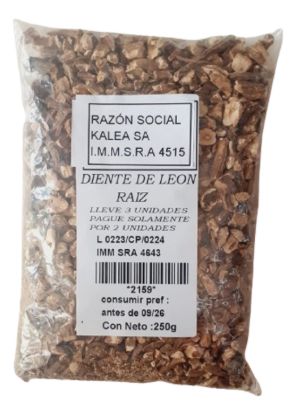 RAZÓN SOCIAL
KALEA SA
I.M.M.S.R.A 4515
DIENTE DE LEON
RAIZ
LLEVE 3 UNIDADES
PAGUE SOLAMENTE
POR 2 UNIDADES
L 0223/CP/0224
IMM SRA 4643
*2159*
consumir pref :
antes de 09/26
Con Neto :250g